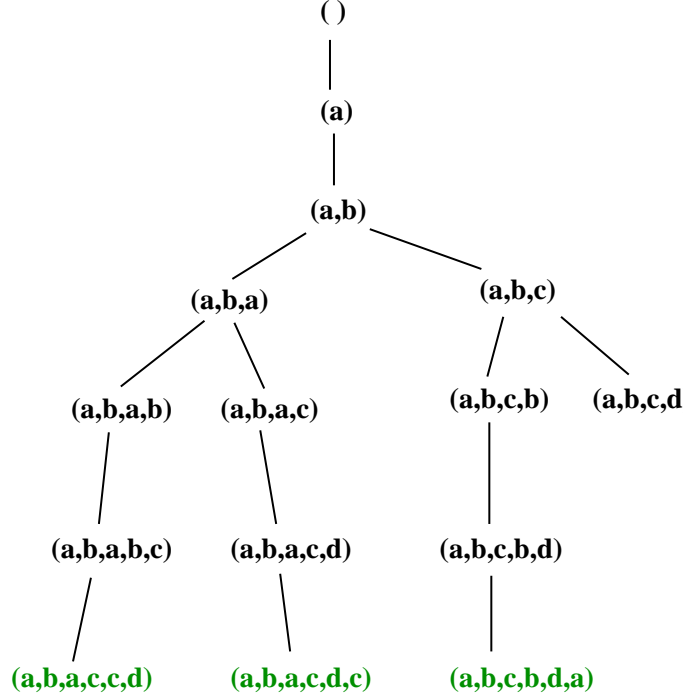 ( )
(a)
(a,b)
(a,b,a) (a,b,c)
(a,b,a,b) (a,b,a,c) (a,b,c,b) (a,b,c,d
(a,b,a,b,c) (a,b,a,c,d) (a,b,c,b,d)
(a,b,a,c,c,d) (a,b,a,c,d,c) (a,b,c,b,d,a)